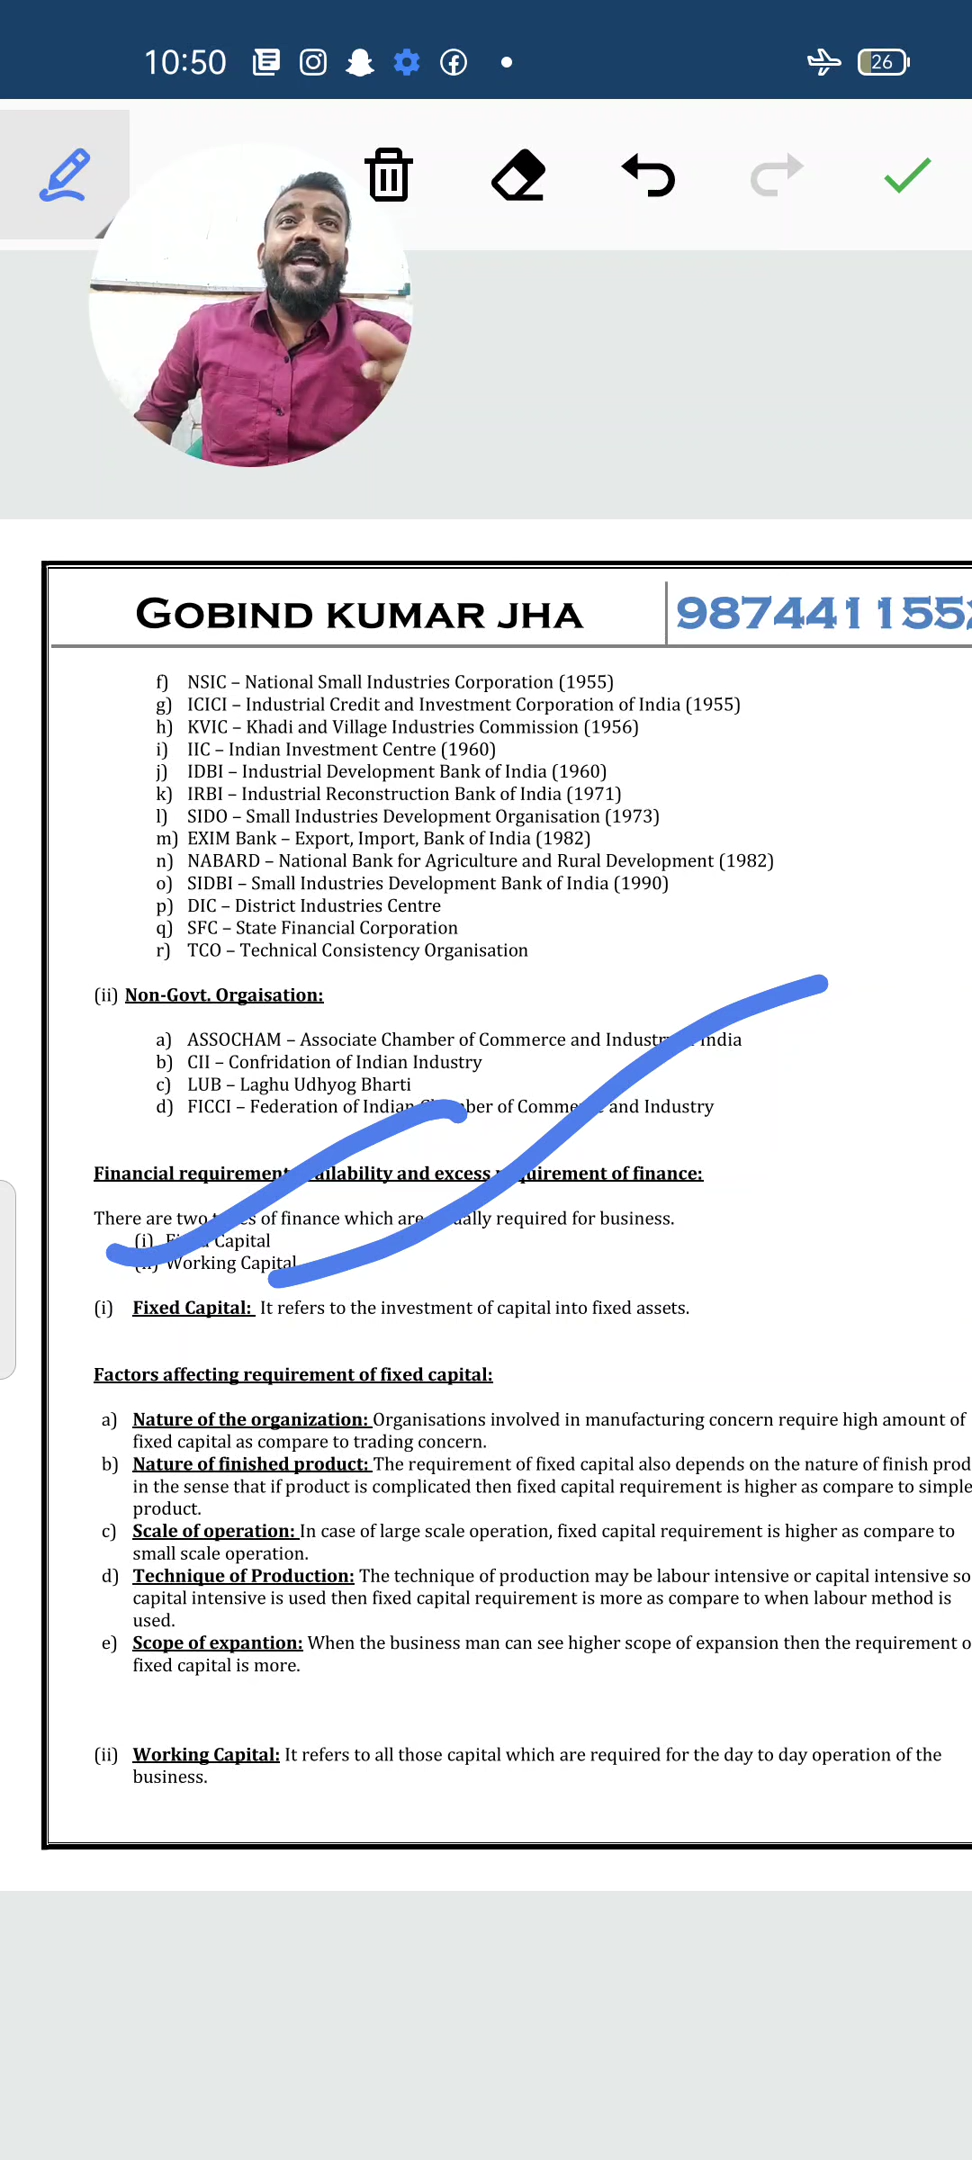 10:50
26
GOBIND KUMAR JHA
987441155
f) NSIC – National Small Industries Corporation (1955)
g) ICICI – Industrial Credit and Investment Corporation of India (1955)
h) KVIC – Khadi and Village Industries Commission (1956)
i) IIC – Indian Investment Centre (1960)
j) IDBI – Industrial Development Bank of India (1960)
k) IRBI – Industrial Reconstruction Bank of India (1971)
l) SIDO – Small Industries Development Organisation (1973)
m) EXIM Bank – Export, Import, Bank of India (1982)
n) NABARD – National Bank for Agriculture and Rural Development (1982)
o) SIDBI – Small Industries Development Bank of India (1990)
p) DIC – District Industries Centre
q) SFC – State Financial Corporation
r) TCO – Technical Consistency Organisation
(ii) Non-Govt. Orgaisation:
a) ASSOCHAM – Associate Chamber of Commerce and Industry India
b) CII – Confridation of Indian Industry
c) LUB – Laghu Udhyog Bharti
d) FICCI – Federation of Indian Chamber of Commerce and Industry
Financial requirement availability and excess requirement of finance:
There are two types of finance which are usually required for business.
(i) Fixed Capital
(ii) Working Capital
(i) Fixed Capital: It refers to the investment of capital into fixed assets.
Factors affecting requirement of fixed capital:
a) Nature of the organization: Organisations involved in manufacturing concern require high amount of
fixed capital as compare to trading concern.
b) Nature of finished product: The requirement of fixed capital also depends on the nature of finish prod
in the sense that if product is complicated then fixed capital requirement is higher as compare to simple
product.
c) Scale of operation: In case of large scale operation, fixed capital requirement is higher as compare to
small scale operation.
d) Technique of Production: The technique of production may be labour intensive or capital intensive so
capital intensive is used then fixed capital requirement is more as compare to when labour method is
used.
e) Scope of expantion: When the business man can see higher scope of expansion then the requirement o
fixed capital is more.
(ii) Working Capital: It refers to all those capital which are required for the day to day operation of the
business.